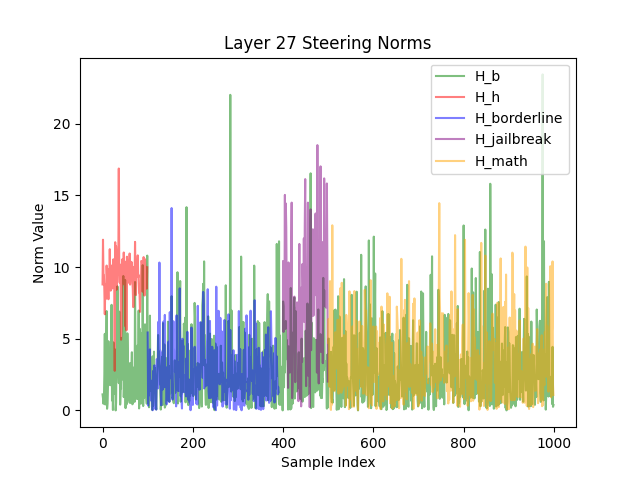 Layer 27 Steering Norms
Norm Value
20
15
10
5
0
0
200
400
600
800
1000
Sample Index
H_b
H_h
H_borderline
H_jailbreak
H_math